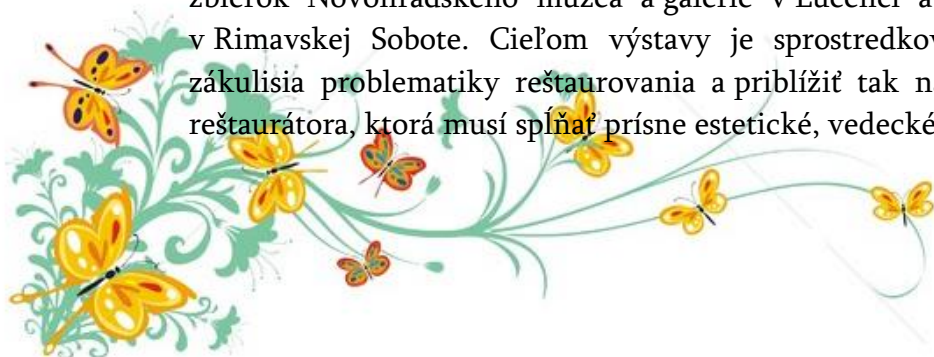 zbierok Novohradského múzea a galérie v Lučenci a
v Rimavskej Sobote. Cieľom výstavy je sprostredkov
zákulisia problematiky reštaurovania a priblížiť tak n
reštaurátora, ktorá musí spĺňať prísne estetické, vedecké